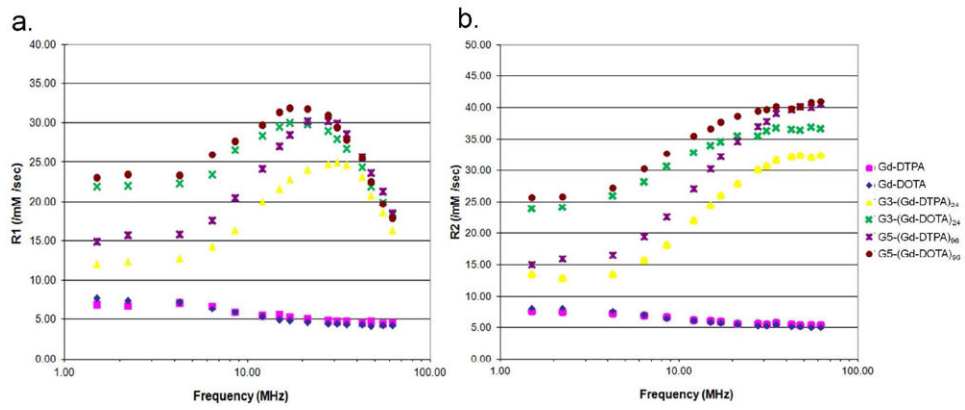 a.
R1 (/mM /sec)
40.00
35.00
30.00
25.00
20.00
15.00
10.00
5.00
0.00
1.00
10.00
100.00
Frequency (MHz)
b.
R2 (/mM /sec)
50.00
45.00
40.00
35.00
30.00
25.00
20.00
15.00
10.00
5.00
0.00
1.00
10.00
100.00
Frequency (MHz)
Gd-DTPA
Gd-DOTA
G3-(Gd-DTPA)₂₄
G3-(Gd-DOTA)₂₄
G5-(Gd-DTPA)₉₆
G5-(Gd-DOTA)₉₆